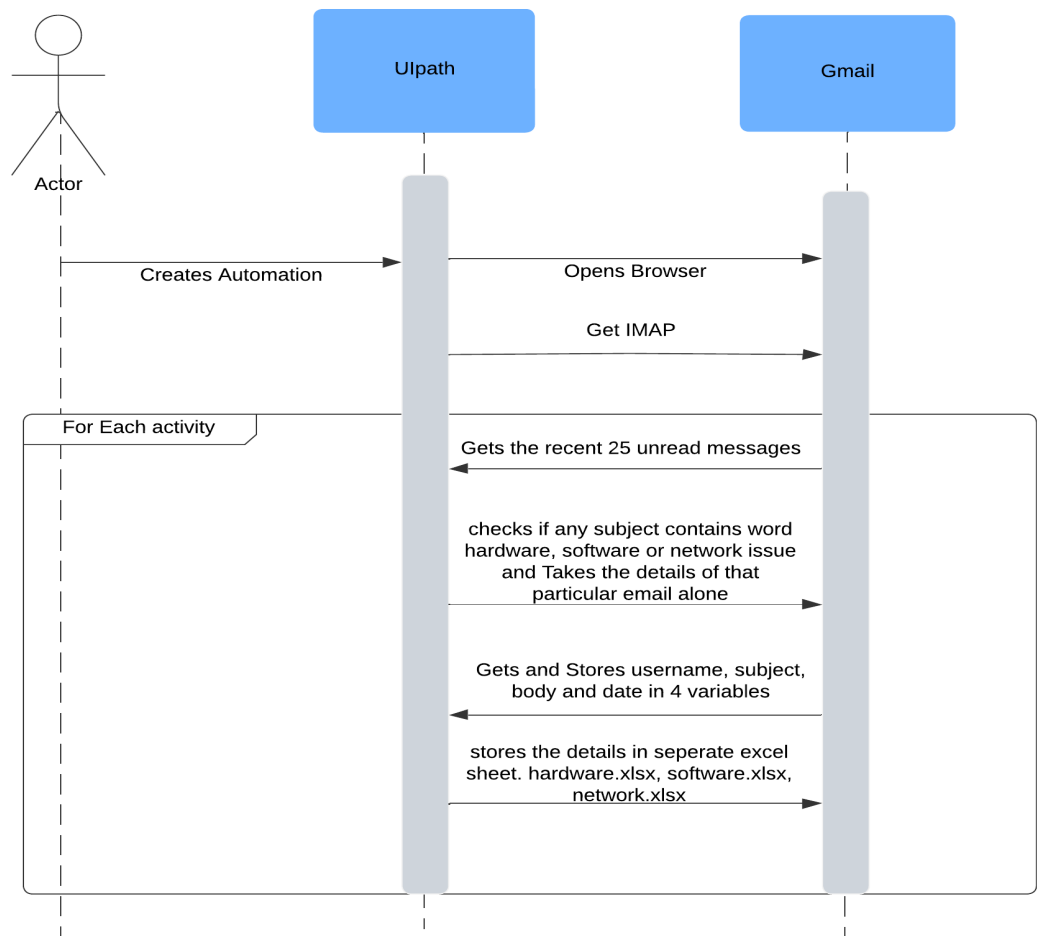 UIpath
Gmail
Actor
Creates Automation
Opens Browser
Get IMAP
For Each activity
Gets the recent 25 unread messages
checks if any subject contains word
hardware, software or network issue
and Takes the details of that
particular email alone
Gets and Stores username, subject,
body and date in 4 variables
stores the details in seperate excel
sheet. hardware.xlsx, software.xlsx,
network.xlsx